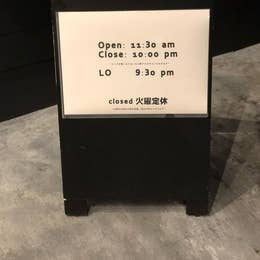 Open: 11:30 am
Close: 10:00 pm
LO 9:30 pm
closed 火曜定休